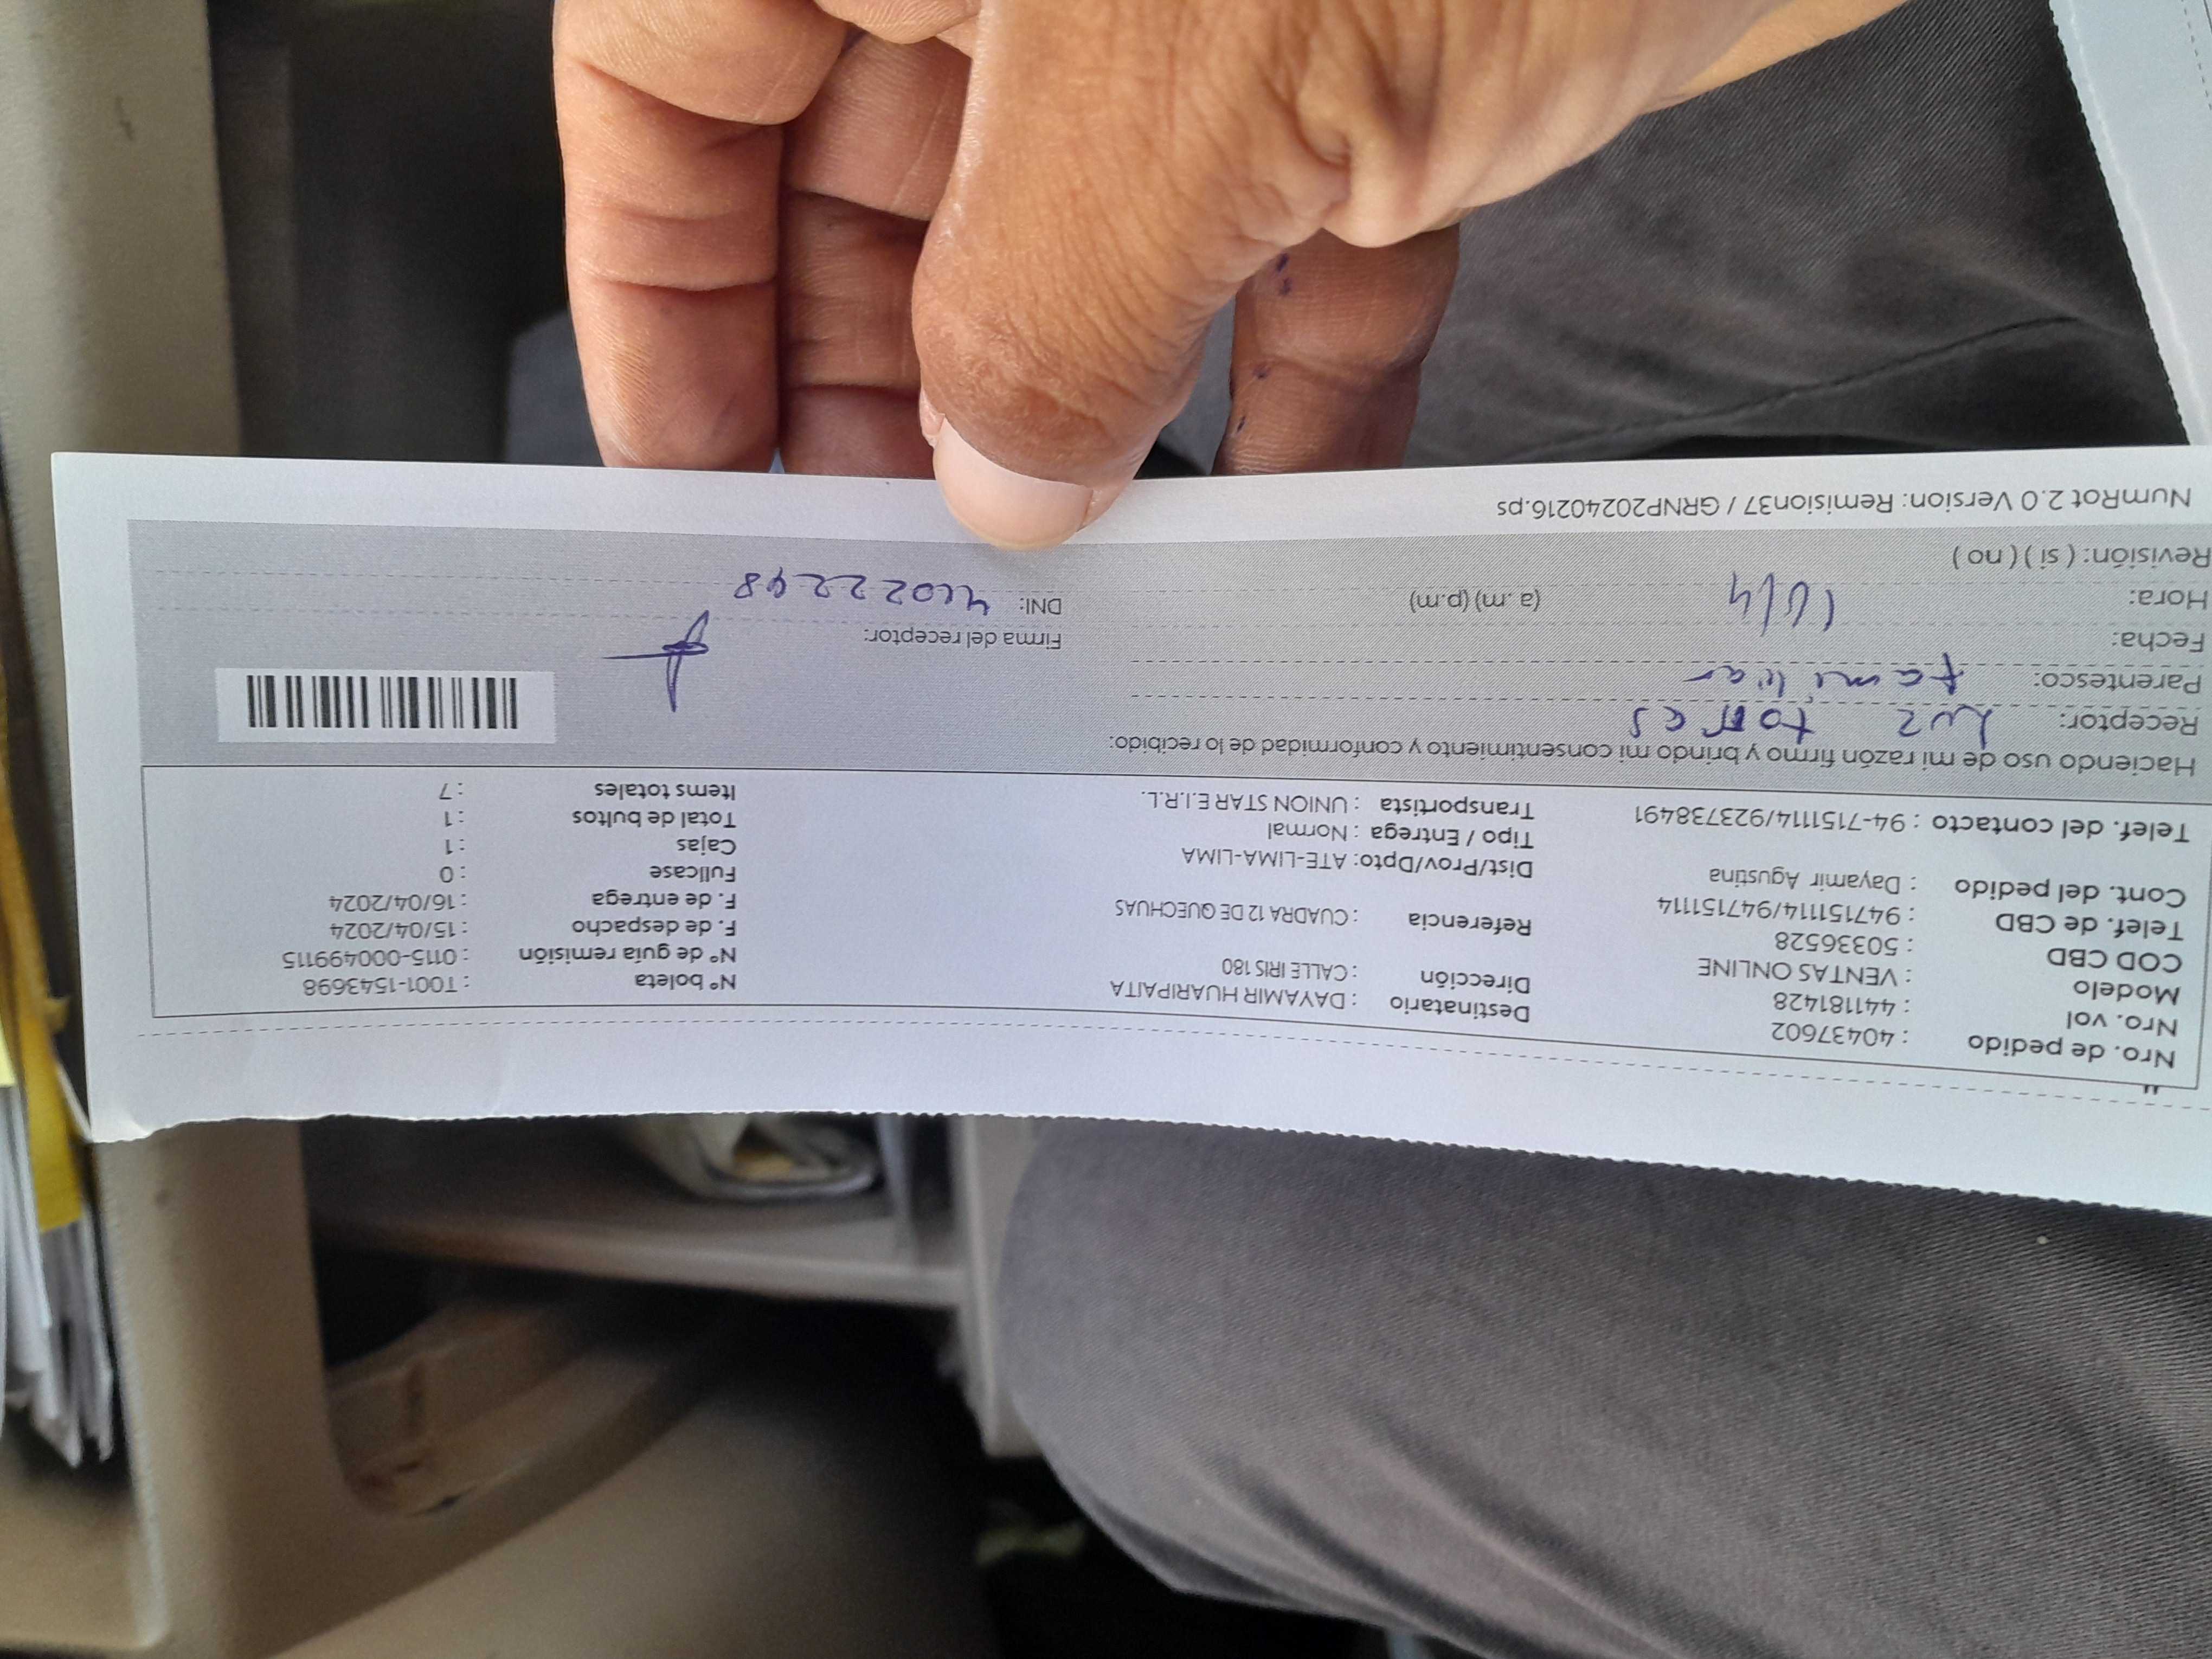 Nro. de pedido : 40437602
Nro. vol : 441181428
Modelo : VENTAS ONLINE
COD CBD : 50336528
Telef. de CBD : 947151114/947151114
Cont. del pedido : Dayamir Agustina
Telef. del contacto : 94-7151114/923738491
Destinatario : DAYAMIR HUARIPAITA
Dirección : CALLE IRIS 180
Referencia : CUADRA 12 DE QUECHUAS
Dist/Prov/Dpto: ATE-LIMA-LIMA
Tipo / Entrega : Normal
Transportista : UNION STAR E.I.R.L.
N° boleta : T001-1543698
N° de guía remisión : 0115-000499115
F. de despacho : 15/04/2024
F. de entrega : 16/04/2024
Fullcase : 0
Cajas : 1
Total de bultos : 1
Items totales : 7
Haciendo uso de mi razón firmo y brindo mi consentimiento y conformidad de lo recibido:
Receptor: Luz torres
Parentesco: familiar
Fecha:
Hora: (a.m) (p.m)
Revisión: ( si ) ( no )
Firma del receptor:
DNI:
NumRot 2.0 Version: Remision37 / GRNP20240216.ps